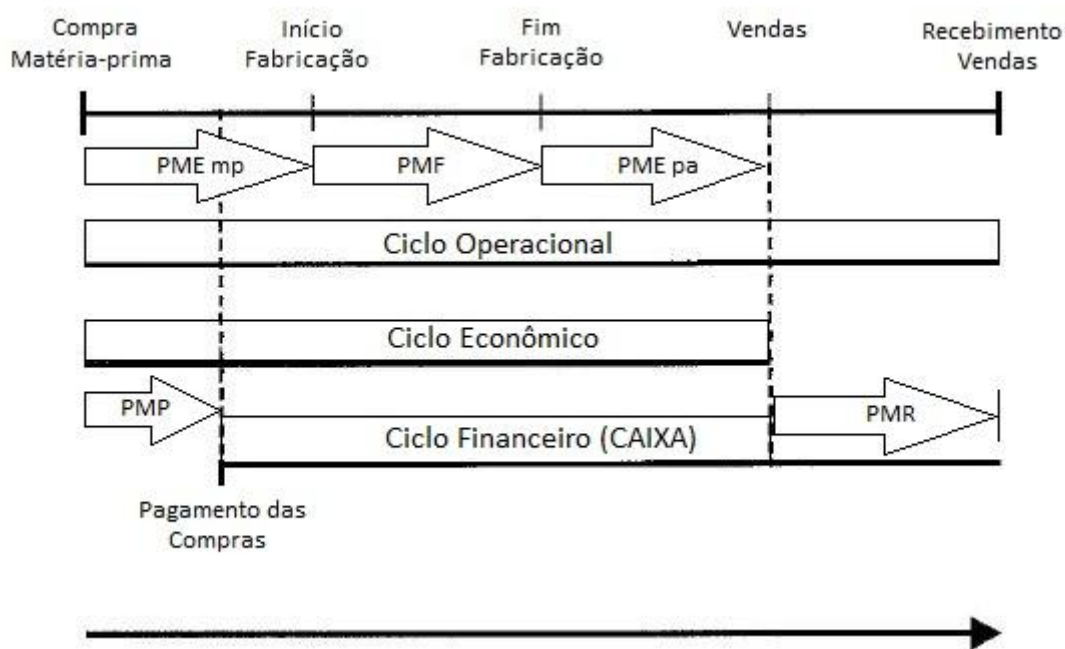 Compra
Matéria-prima
Início
Fabricação
Fim
Fabricação
Vendas
Recebimento
Vendas
PME mp
PMF
PME pa
Ciclo Operacional
Ciclo Econômico
PMP
Ciclo Financeiro (CAIXA)
PMR
Pagamento das
Compras